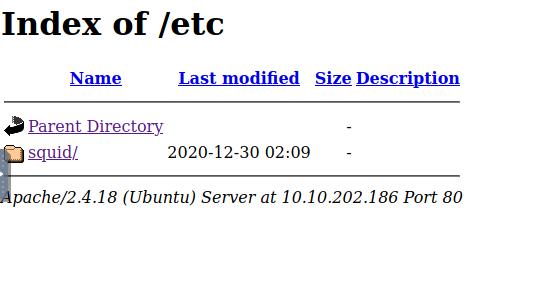 Index of /etc
Name Last modified Size Description
Parent Directory -
squid/ 2020-12-30 02:09 -
Apache/2.4.18 (Ubuntu) Server at 10.10.202.186 Port 80